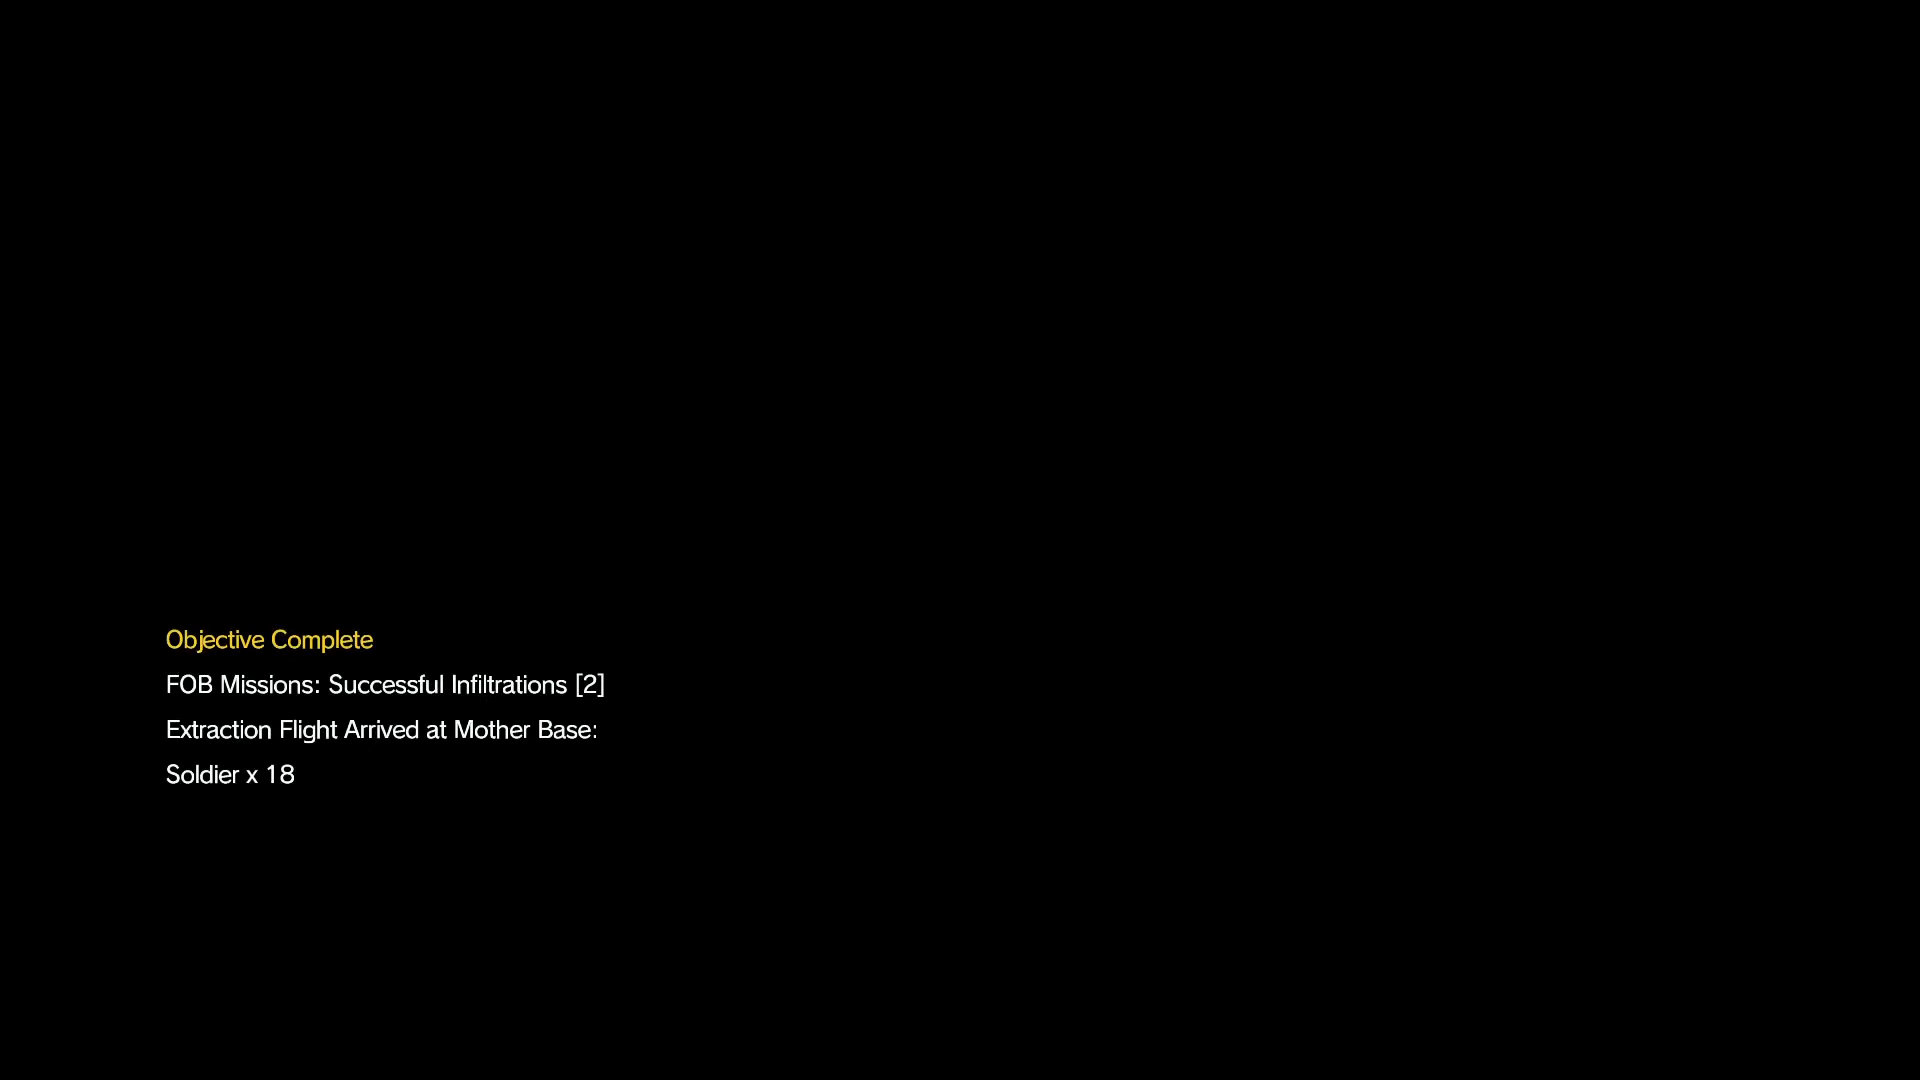 Objective Complete
FOB Missions: Successful Infiltrations [2]
Extraction Flight Arrived at Mother Base:
Soldier x 18